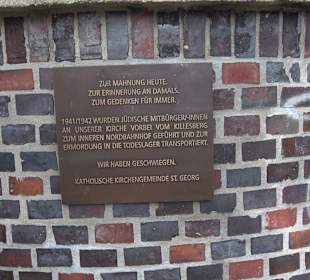 ZUR MAHNUNG HEUTE.
ZUR ERINNERUNG AN DAMALS.
ZUM GEDENKEN FÜR IMMER.
1941/1942 WURDEN JÜDISCHE MITBÜRGER/INNEN
AN UNSERER KIRCHE VORBEI VOM KILLESBERG
ZUM INNEREN NORDBAHNHOF GEFÜHRT UND ZUR
ERMORDUNG IN DIE TODESLAGER TRANSPORTIERT.
WIR HABEN GESCHWIEGEN.
KATHOLISCHE KIRCHENGEMEINDE ST. GEORG